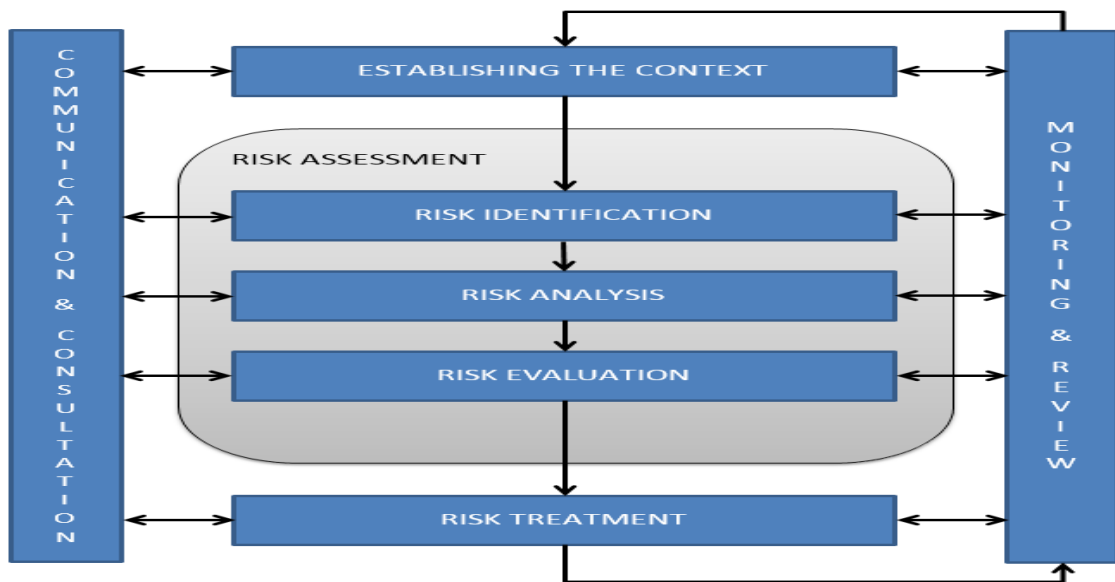 COMMUNICATION & CONSULTATION
ESTABLISHING THE CONTEXT
RISK ASSESSMENT
RISK IDENTIFICATION
RISK ANALYSIS
RISK EVALUATION
RISK TREATMENT
MONITORING & REVIEW